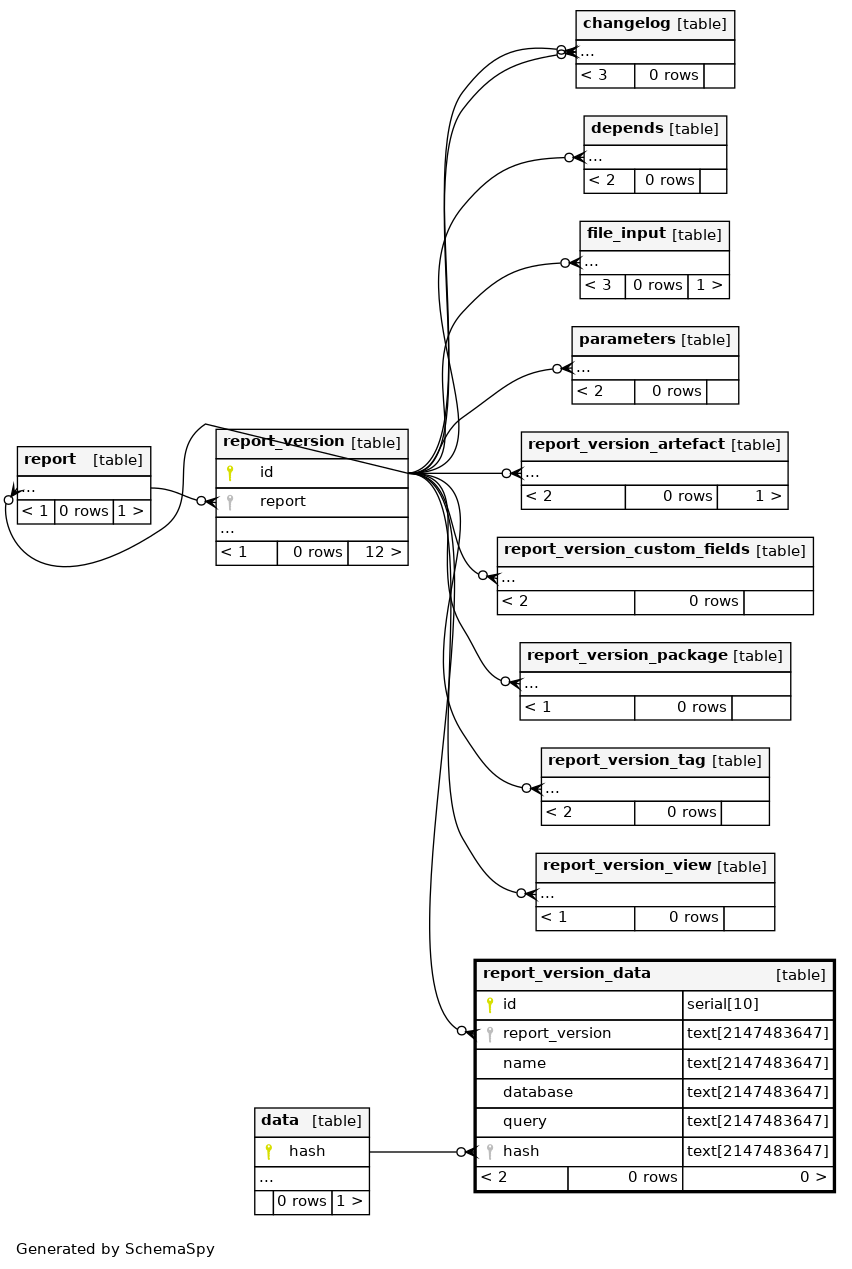 changelog [table]
...
< 3 0 rows
depends [table]
...
< 2 0 rows
file_input [table]
...
< 3 0 rows 1 >
parameters [table]
...
< 2 0 rows
report_version_artefact [table]
...
< 2 0 rows 1 >
report [table]
...
< 1 0 rows 1 >
report_version [table]
id
report
...
< 1 0 rows 12 >
report_version_custom_fields [table]
...
< 2 0 rows
report_version_package [table]
...
< 1 0 rows
report_version_tag [table]
...
< 2 0 rows
report_version_view [table]
...
< 1 0 rows
report_version_data [table]
id serial[10]
report_version text[2147483647]
name text[2147483647]
database text[2147483647]
query text[2147483647]
hash text[2147483647]
< 2 0 rows 0 >
data [table]
hash
...
0 rows 1 >
Generated by SchemaSpy